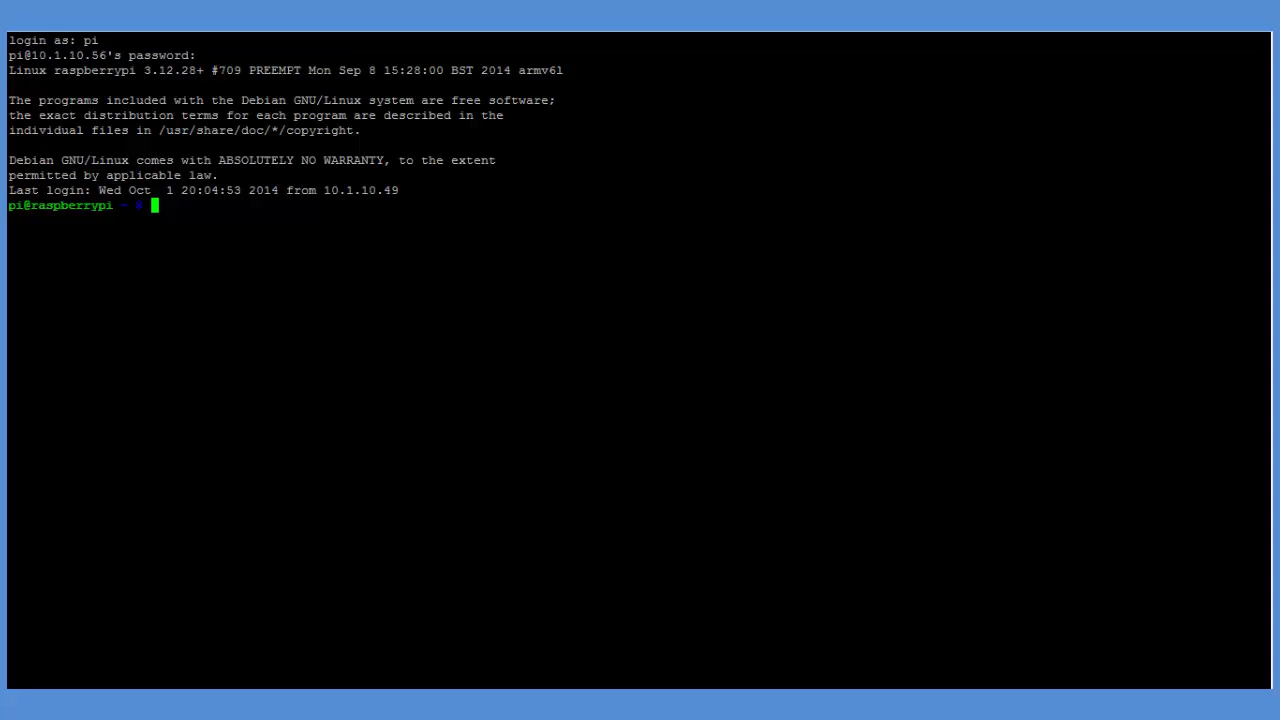 login as: pi
pi@10.1.10.56's password:
Linux raspberrypi 3.12.28+ #709 PREEMPT Mon Sep 8 15:28:00 BST 2014 armv6l
The programs included with the Debian GNU/Linux system are free software;
the exact distribution terms for each program are described in the
individual files in /usr/share/doc/*/copyright.
Debian GNU/Linux comes with ABSOLUTELY NO WARRANTY, to the extent
permitted by applicable law.
Last login: Wed Oct  1 20:04:53 2014 from 10.1.10.49
pi@raspberrypi ~ $